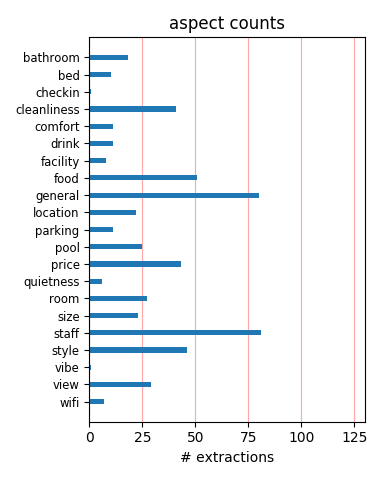 aspect counts
bathroom
bed
checkin
cleanliness
comfort
drink
facility
food
general
location
parking
pool
price
quietness
room
size
staff
style
vibe
view
wifi
0 25 50 75 100 125
# extractions